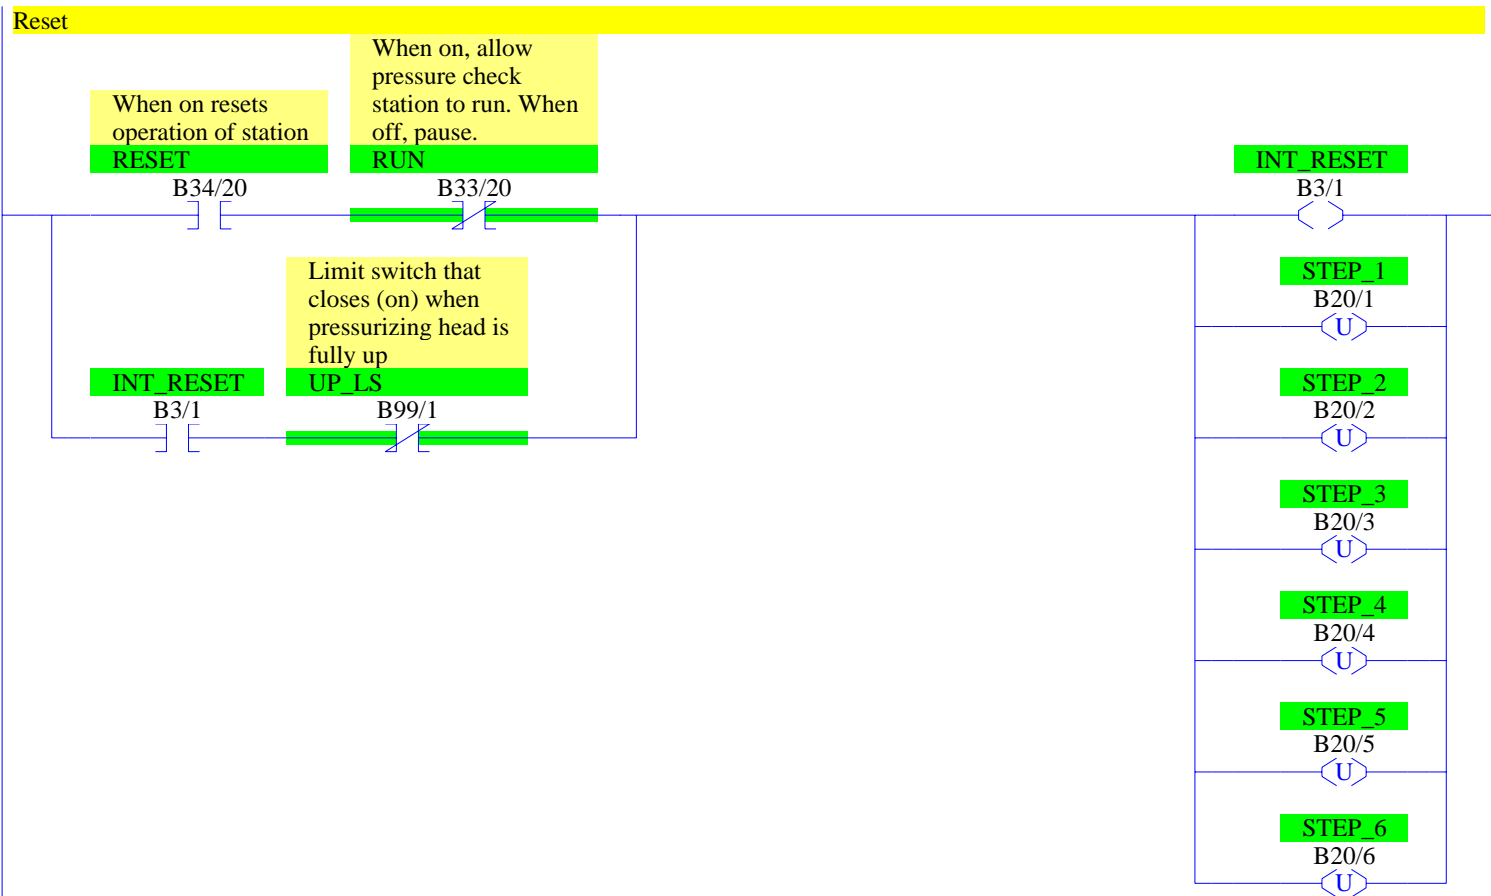 Reset
When on, allow
pressure check
station to run. When
off, pause.
When on resets
operation of station
RESET
RUN
INT_RESET
B34/20
B33/20
B3/1
Limit switch that
closes (on) when
pressurizing head is
fully up
STEP_1
B20/1
U
INT_RESET
UP_LS
STEP_2
B3/1
B99/1
B20/2
U
STEP_3
B20/3
U
STEP_4
B20/4
U
STEP_5
B20/5
U
STEP_6
B20/6
U